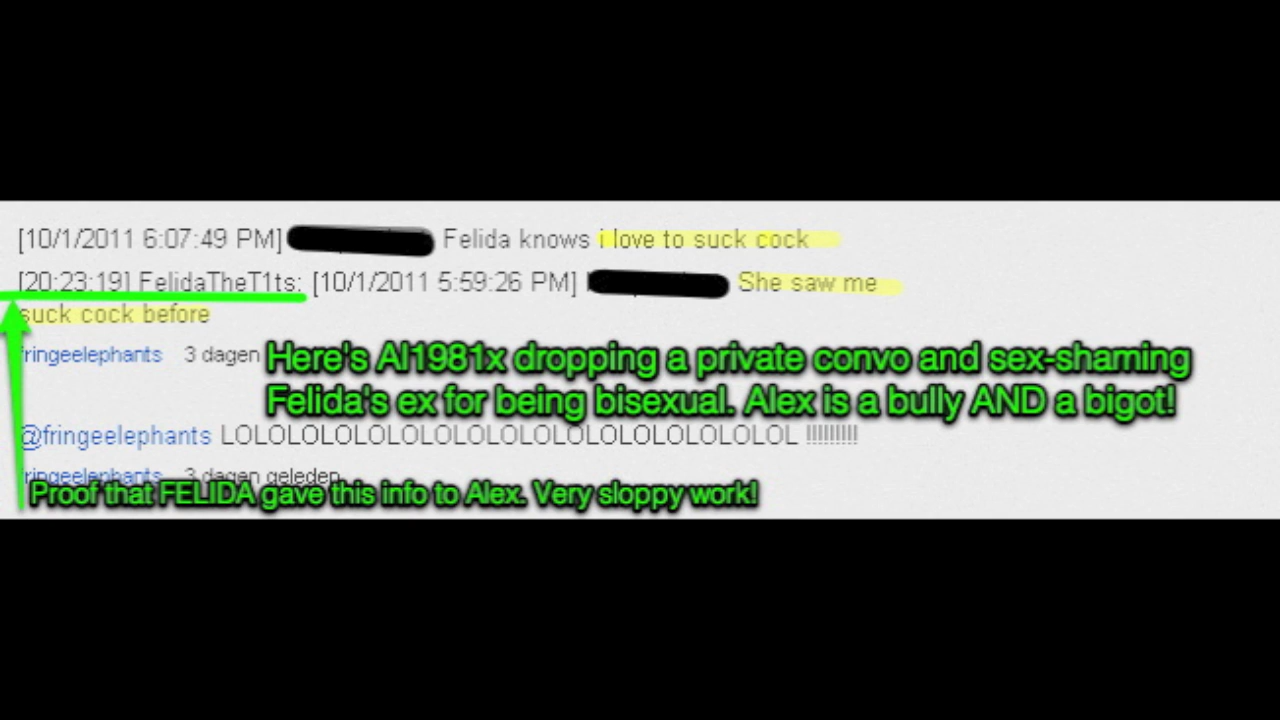 [10/1/2011 6:07:49 PM] Felida knows i love to suck cock
[20:23:19] FelidaTheT1ts: [10/1/2011 5:59:26 PM] She saw me
suck cock before
fringeelephants 3 dagen
Here's Al1981x dropping a private convo and sex-shaming
Felida's ex for being bisexual. Alex is a bully AND a bigot!
@fringeelephants LOLOLOLOLOLOLOLOLOLOLOLOLOLOLOLOLOLOL !!!!!!!!!!
fringeelephants 3 dagen geleden
Proof that FELIDA gave this info to Alex. Very sloppy work!